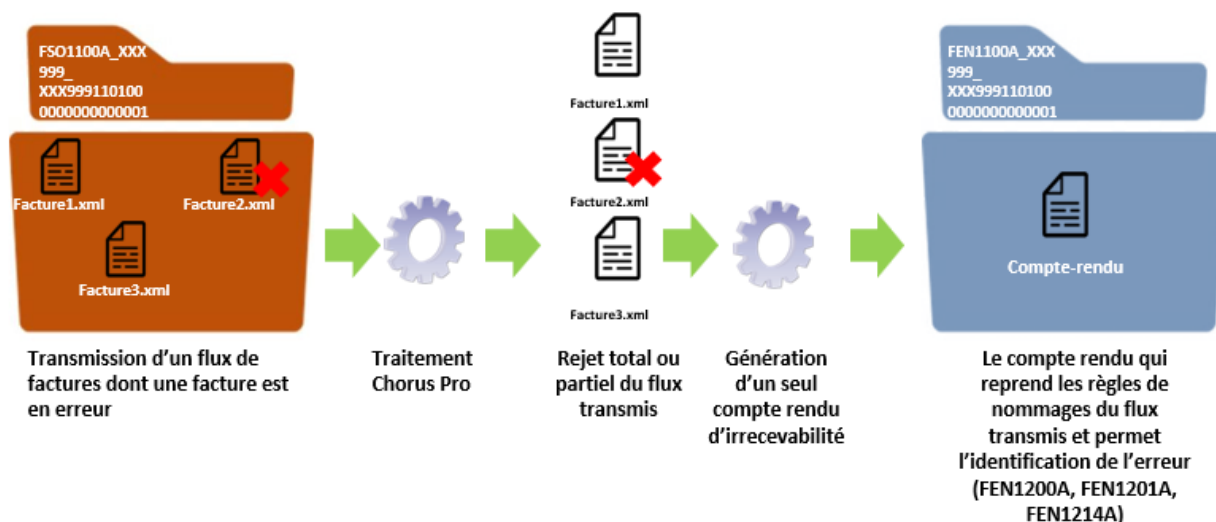 FSO1100A_XXX
999_
XXX999110100
0000000000001
Facture1.xml
Facture2.xml
Facture3.xml
Transmission d’un flux de
factures dont une facture est
en erreur
Traitement
Chorus Pro
Facture1.xml
Facture2.xml
Facture3.xml
Rejet total ou
partiel du flux
transmis
Génération
d’un seul
compte rendu
d’irrecevabilité
FEN1100A_XXX
999_
XXX999110100
0000000000001
Compte-rendu
Le compte rendu qui
reprend les règles de
nommages du flux
transmis et permet
l’identification de l’erreur
(FEN1200A, FEN1201A,
FEN1214A)